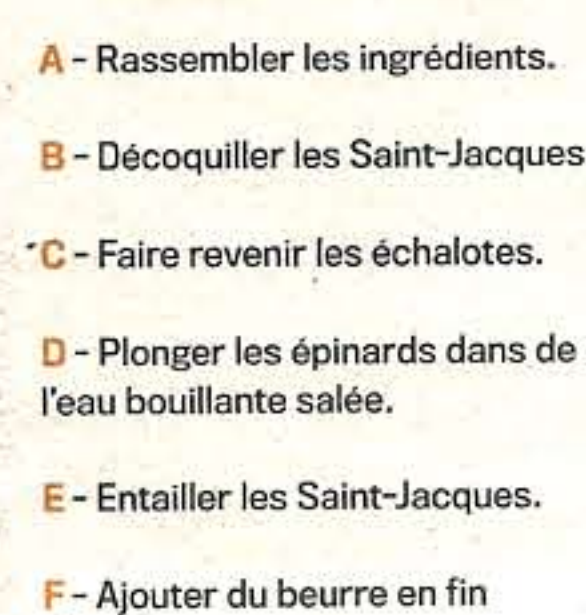 A - Rassembler les ingrédients.
B - Décoquiller les Saint-Jacques
C - Faire revenir les échalotes.
D - Plonger les épinards dans de
l'eau bouillante salée.
E - Entailler les Saint-Jacques.
F - Ajouter du beurre en fin